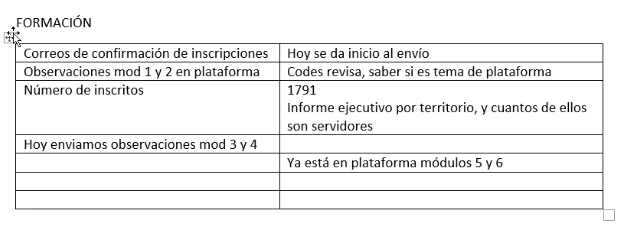 FORMACIÓN
Correos de confirmación de inscripciones
Hoy se da inicio al envío
Observaciones mod 1 y 2 en plataforma
Codes revisa, saber si es tema de plataforma
Número de inscritos
1791
Informe ejecutivo por territorio, y cuantos de ellos
son servidores
Hoy enviamos observaciones mod 3 y 4
Ya está en plataforma módulos 5 y 6